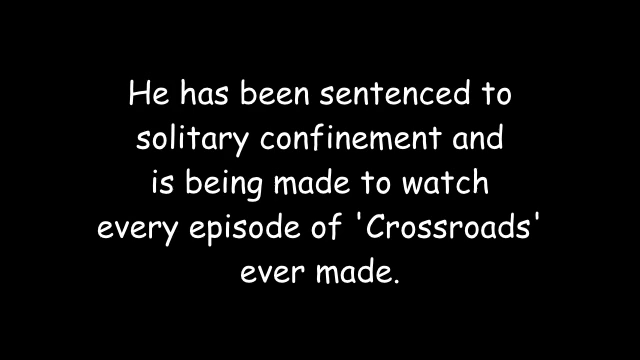 He has been sentenced to
solitary confinement and
is being made to watch
every episode of 'Crossroads'
ever made.